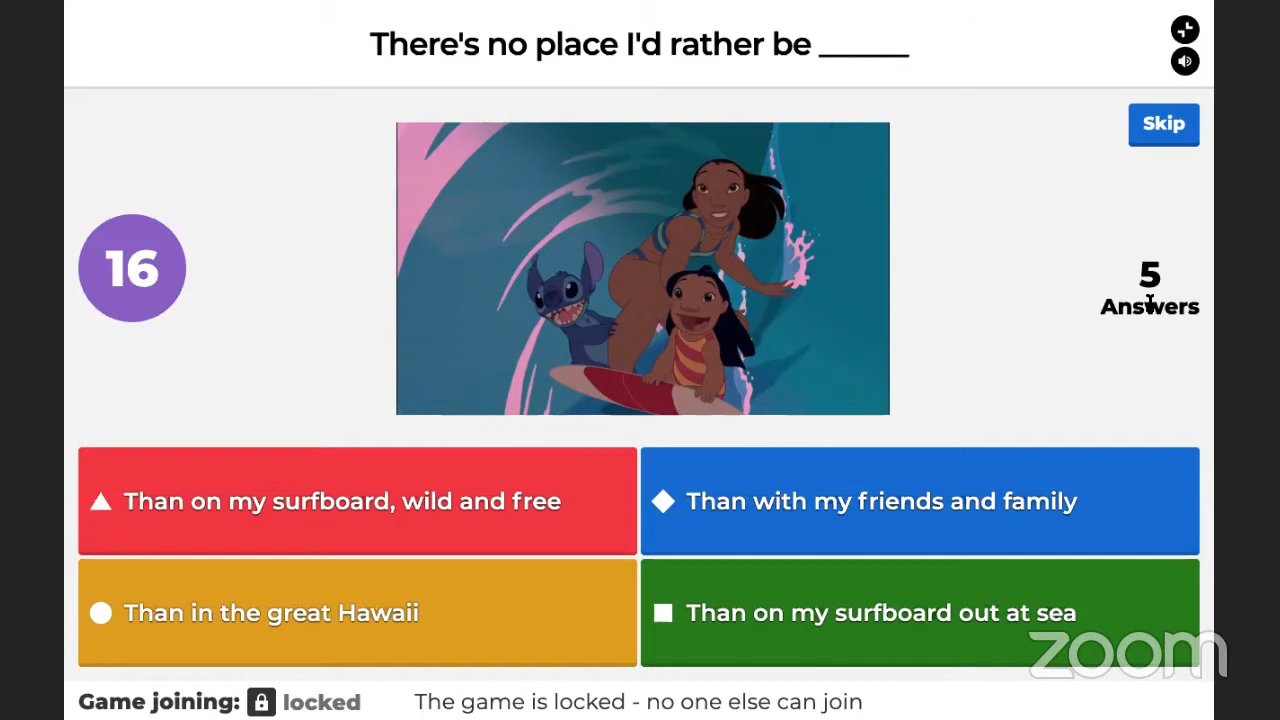 There's no place I'd rather be ______
Skip
16
5
Answers
Than on my surfboard, wild and free
Than with my friends and family
Than in the great Hawaii
Than on my surfboard out at sea
zoom
Game joining: locked
The game is locked - no one else can join